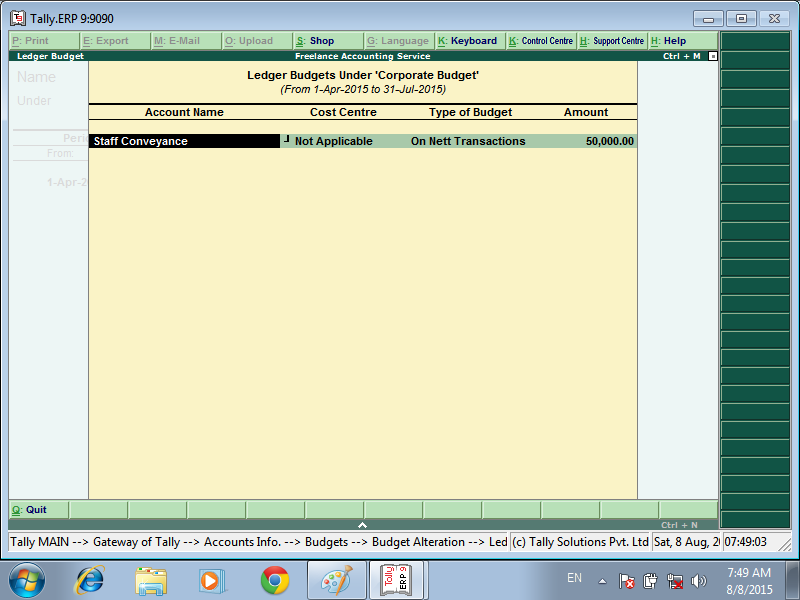 Tally.ERP 9:9090
P: Print E: Export M: E-Mail O: Upload S: Shop G: Language K: Keyboard K: Control Centre H: Support Centre H: Help
Ledger Budget Freelance Accounting Service Ctrl + M
Name
Under
Ledger Budgets Under 'Corporate Budget'
(From 1-Apr-2015 to 31-Jul-2015)
Account Name Cost Centre Type of Budget Amount
Peri
From:
Staff Conveyance Not Applicable On Nett Transactions 50,000.00
1-Apr-2
Q: Quit
Ctrl + N
Tally MAIN --> Gateway of Tally --> Accounts Info. --> Budgets --> Budget Alteration --> Led (c) Tally Solutions Pvt. Ltd Sat, 8 Aug, 2 07:49:03
Tally ERP 9
EN 7:49 AM
8/8/2015